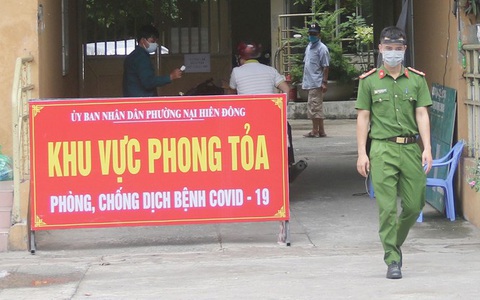 ỦY BAN NHÂN DÂN PHƯỜNG NẠI HIÊN ĐÔNG
KHU VỰC PHONG TỎA
PHÒNG, CHỐNG DỊCH BỆNH COVID - 19